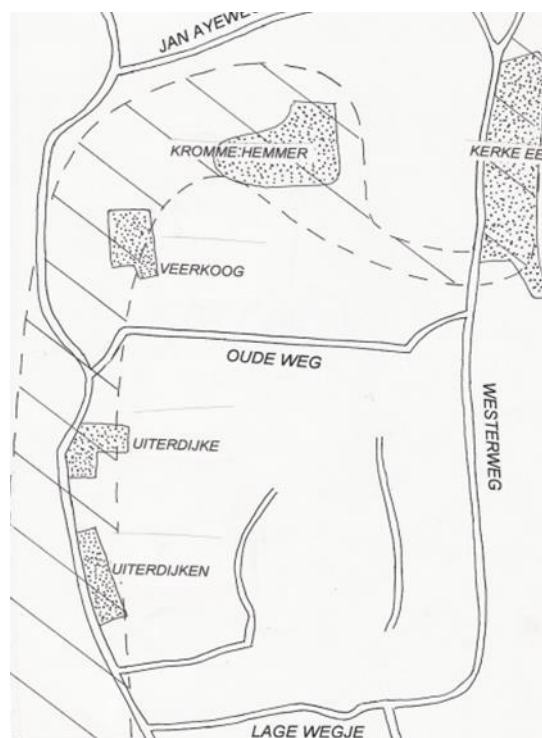 JAN AYEWE
KROMME HEMMER
KERKE EE
VEERKOOG
OUDE WEG
WESTERWEG
UITERDIJKE
UITERDIJKEN
LAGE WEGJE